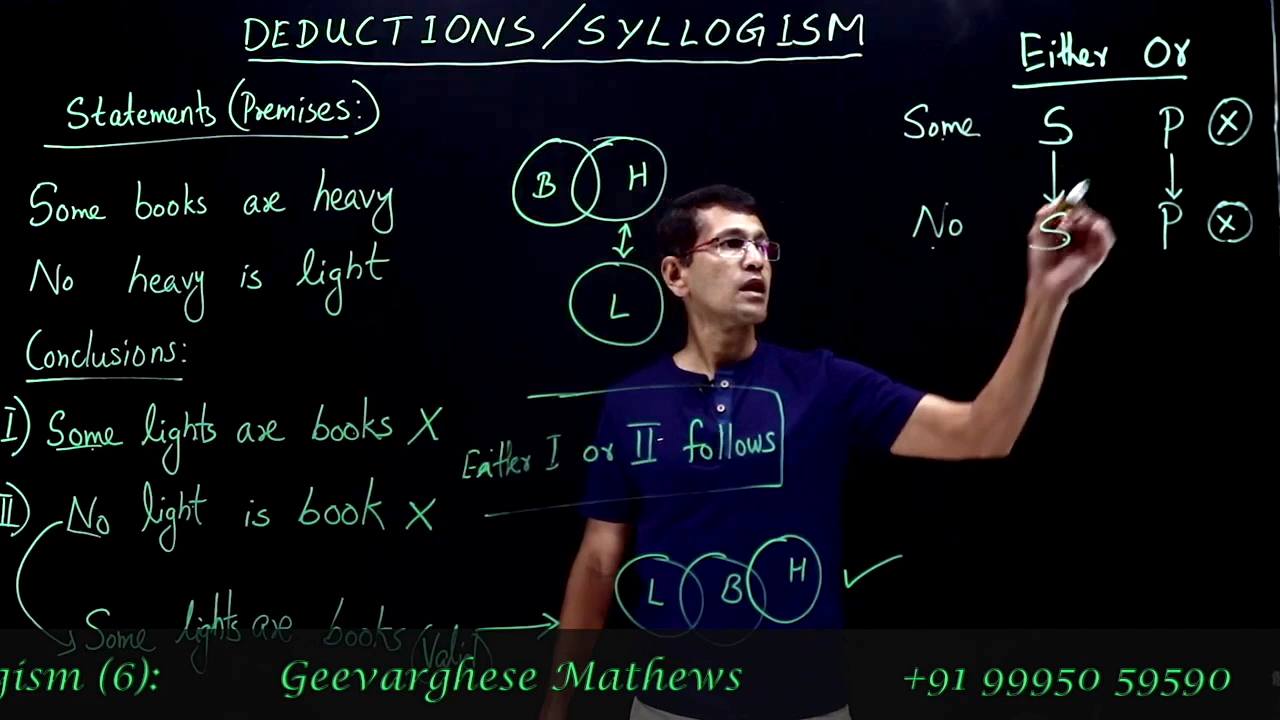 DEDUCTIONS/SYLLOGISM
Statements (Premises:)
Some books are heavy
No heavy is light
Conclusions:
I) Some lights are books X
II) No light is book X
Some lights are books (Valid)
B H
L
Either I or II follows
L B H
Either Or
Some S P X
No S P X
gism (6): Geevarghese Mathews +91 99950 59590